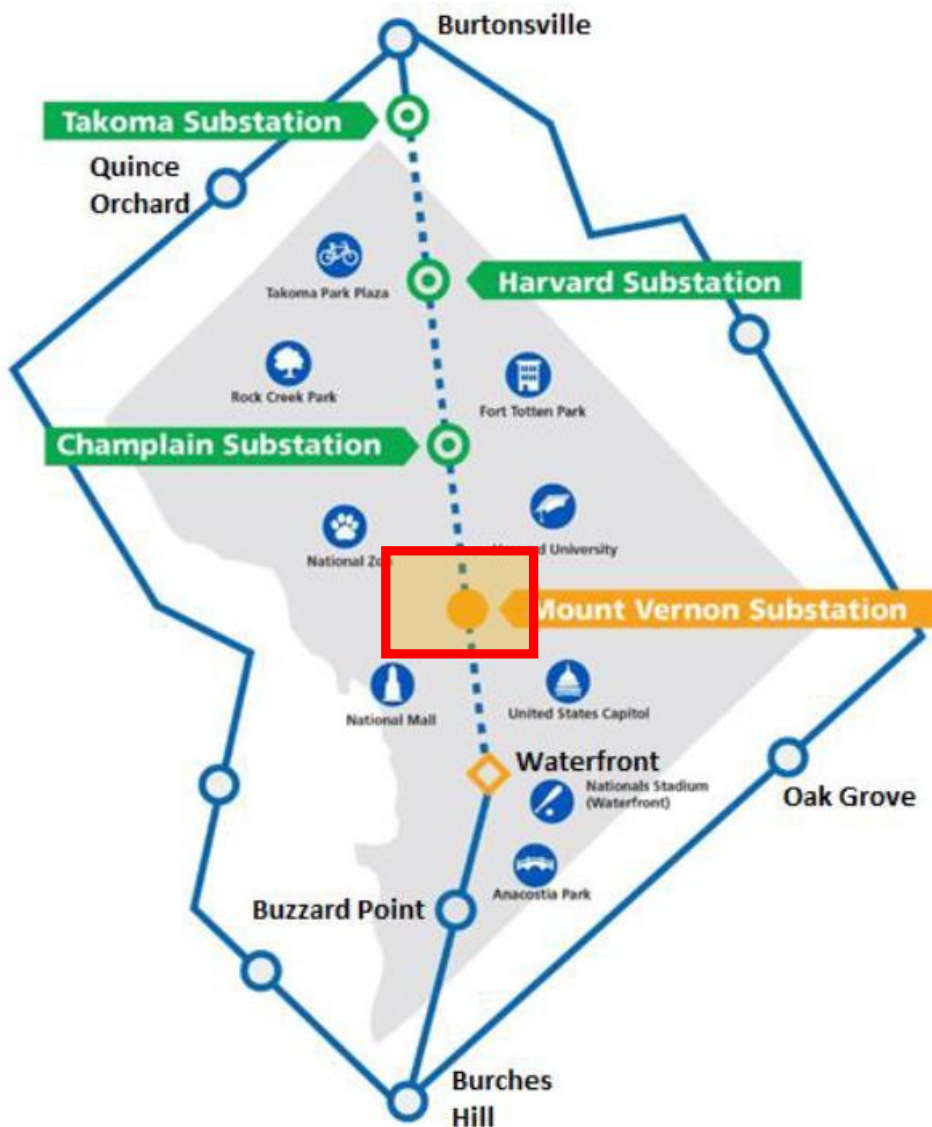 Burtonsville
Takoma Substation
Quince
Orchard
Takoma Park Plaza
Harvard Substation
Rock Creek Park
Fort Totten Park
Champlain Substation
National
University
Mount Vernon Substation
National Mall
United States Capitol
Waterfront
Nationals Stadium
(Waterfront)
Oak Grove
Anacostia Park
Buzzard Point
Burches
Hill